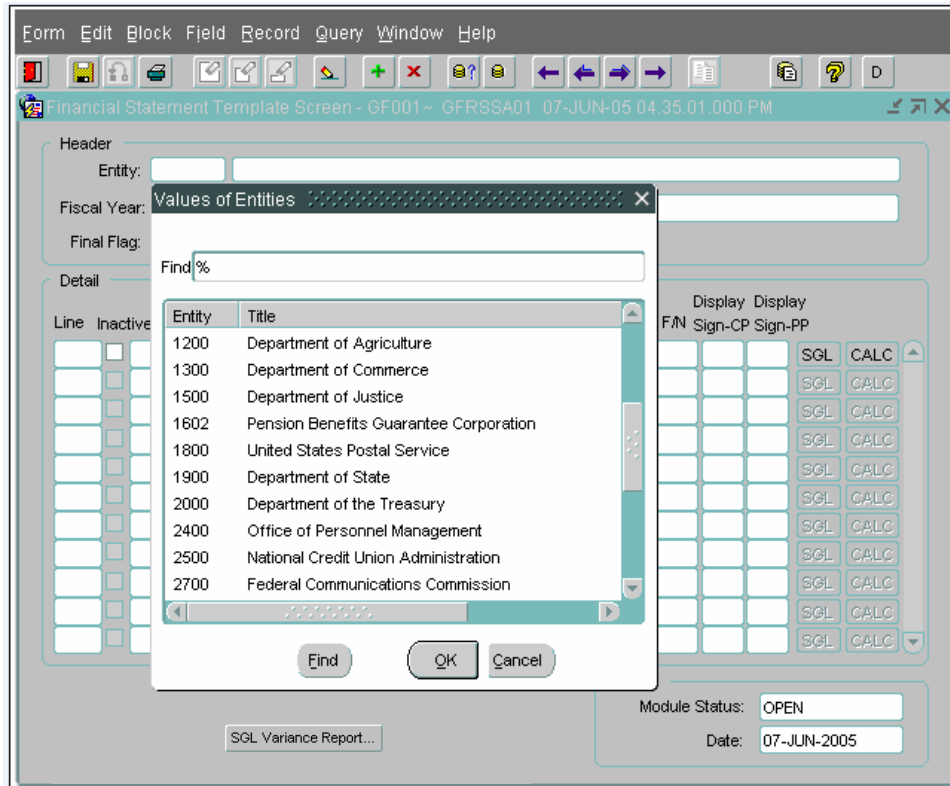 Form Edit Block Field Record Query Window Help
D
Financial Statement Template Screen - GF001~ GFRSSA01 07-JUN-05 04.35.01.000 PM
Header
Entity:
Fiscal Year:
Final Flag:
Values of Entities
Find %
Entity Title
1200 Department of Agriculture
1300 Department of Commerce
1500 Department of Justice
1602 Pension Benefits Guarantee Corporation
1800 United States Postal Service
1900 Department of State
2000 Department of the Treasury
2400 Office of Personnel Management
2500 National Credit Union Administration
2700 Federal Communications Commission
Find OK Cancel
Detail
Display Display
Line Inactive F/N Sign-CP Sign-PP
SGL CALC
SGL CALC
SGL CALC
SGL CALC
SGL CALC
SGL CALC
SGL CALC
SGL CALC
SGL CALC
SGL CALC
SGL CALC
SGL Variance Report...
Module Status: OPEN
Date: 07-JUN-2005